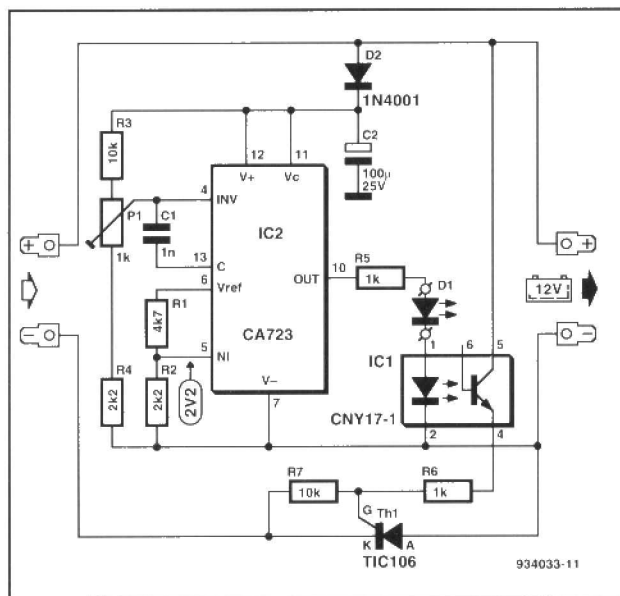 D2
1N4001
R3
10k
12
11
C2
V+
Vc
100µ
25V
4
INV
P1
C1
IC2
1k
1n
13
C
R5
6
Vref
OUT
10
1k
D1
R1
4k7
CA723
12V
5
NI
1
6
5
IC1
R4
R2
V–
2k2
2k2
2V2
7
CNY17-1
2
4
R7
R6
10k
1k
G
Th1
K
A
TIC106
934033-11
+
–
+
–